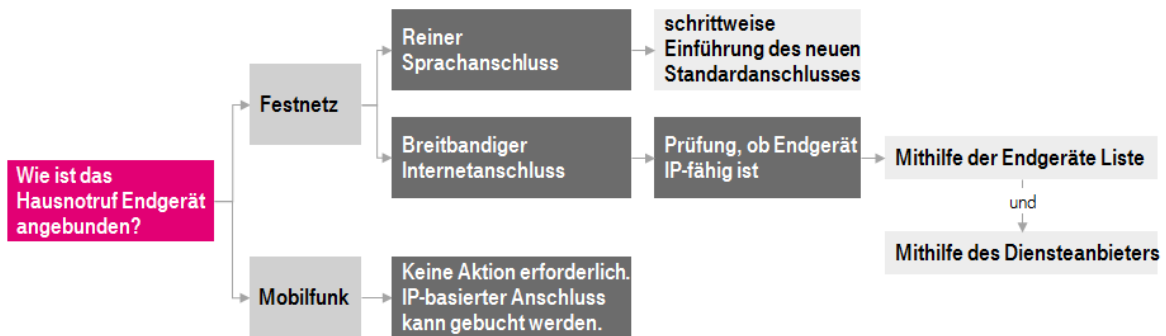 Wie ist das
Hausnotruf Endgerät
angebunden?
Festnetz
Reiner
Sprachanschluss
schrittweise
Einführung des neuen
Standardanschlusses
Breitbandiger
Internetanschluss
Prüfung, ob Endgerät
IP-fähig ist
Mithilfe der Endgeräte Liste
und
Mithilfe des Diensteanbieters
Mobilfunk
Keine Aktion erforderlich.
IP-basierter Anschluss
kann gebucht werden.